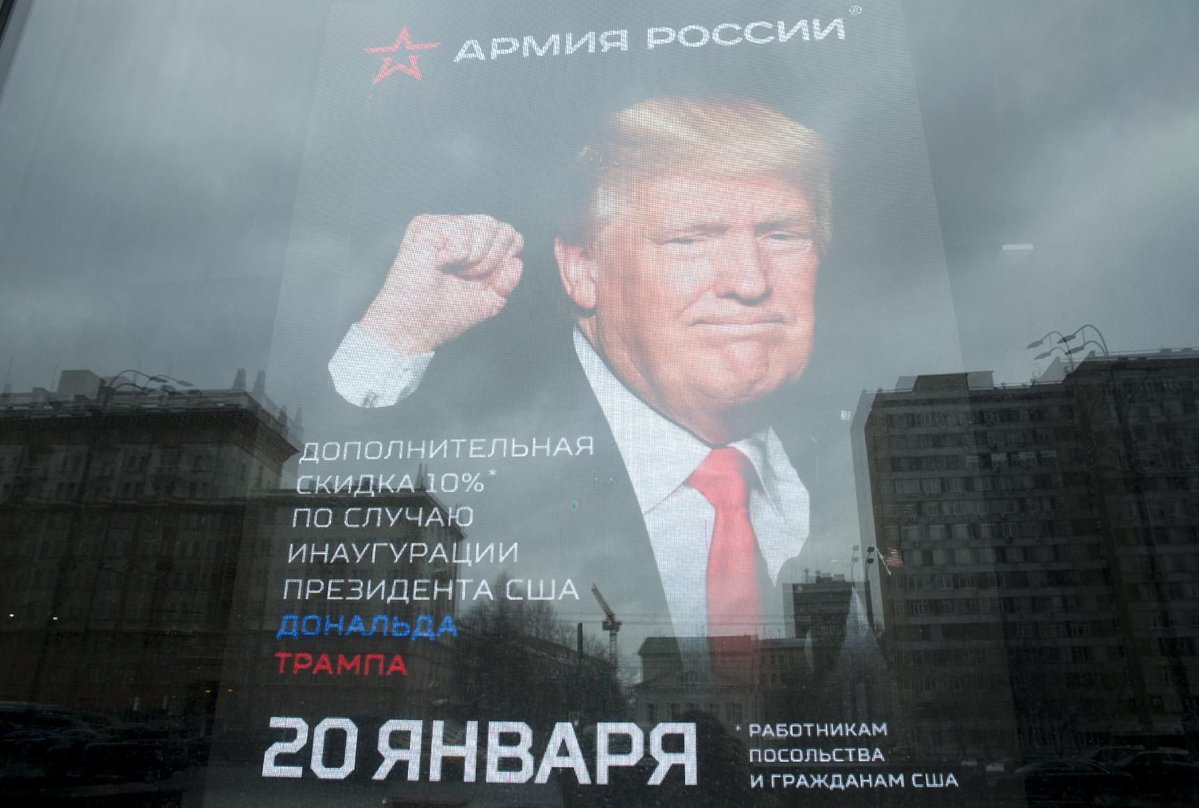 АРМИЯ РОССИИ®
ДОПОЛНИТЕЛЬНАЯ
СКИДКА 10%*
ПО СЛУЧАЮ
ИНАУГУРАЦИИ
ПРЕЗИДЕНТА США
ДОНАЛЬДА
ТРАМПА
20 ЯНВАРЯ
* РАБОТНИКАМ
ПОСОЛЬСТВА
И ГРАЖДАНАМ США